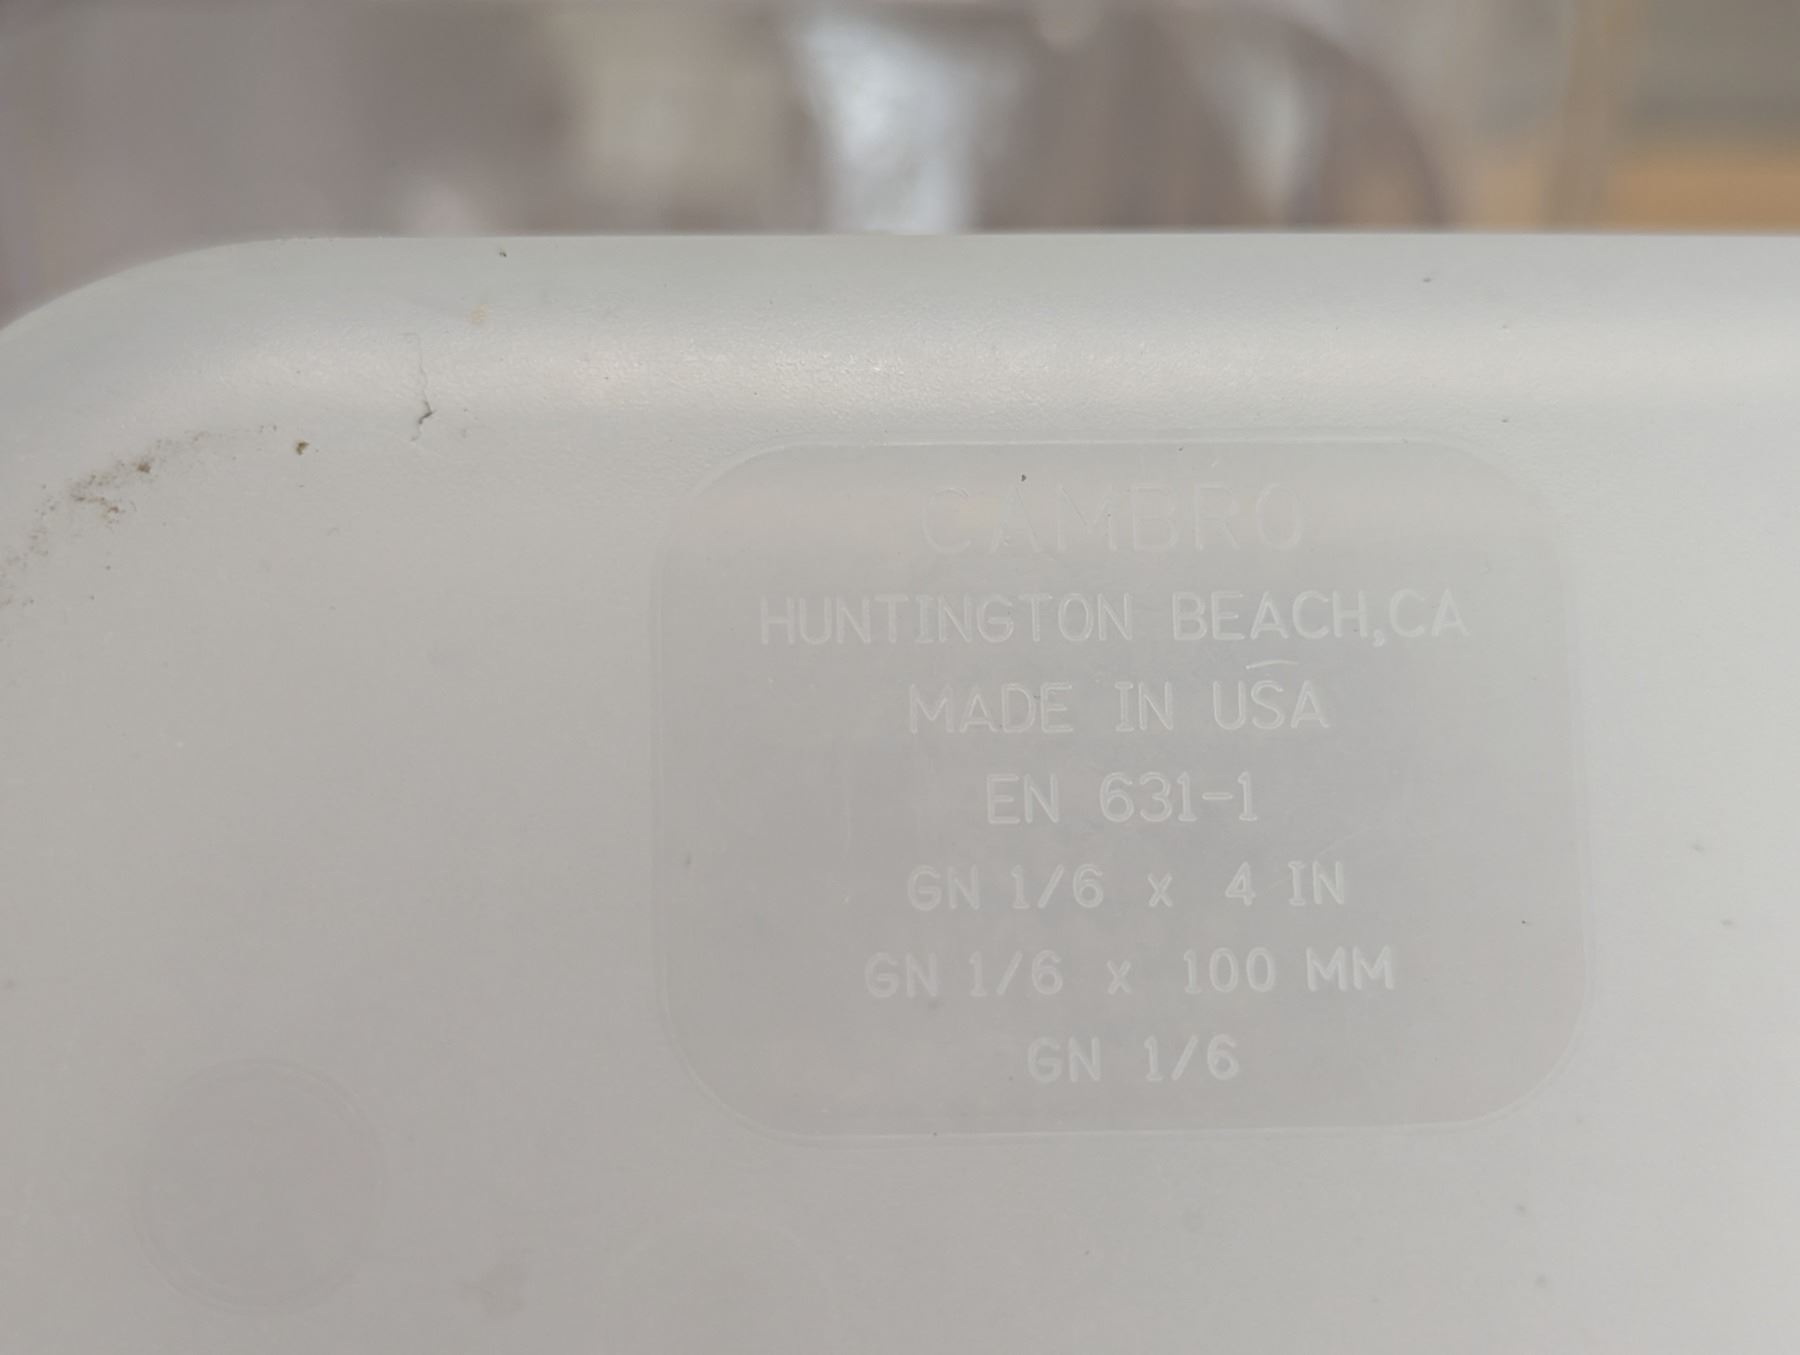 CAMBRO
HUNTINGTON BEACH,CA
MADE IN USA
EN 631-1
GN 1/6 x 4 IN
GN 1/6 x 100 MM
GN 1/6